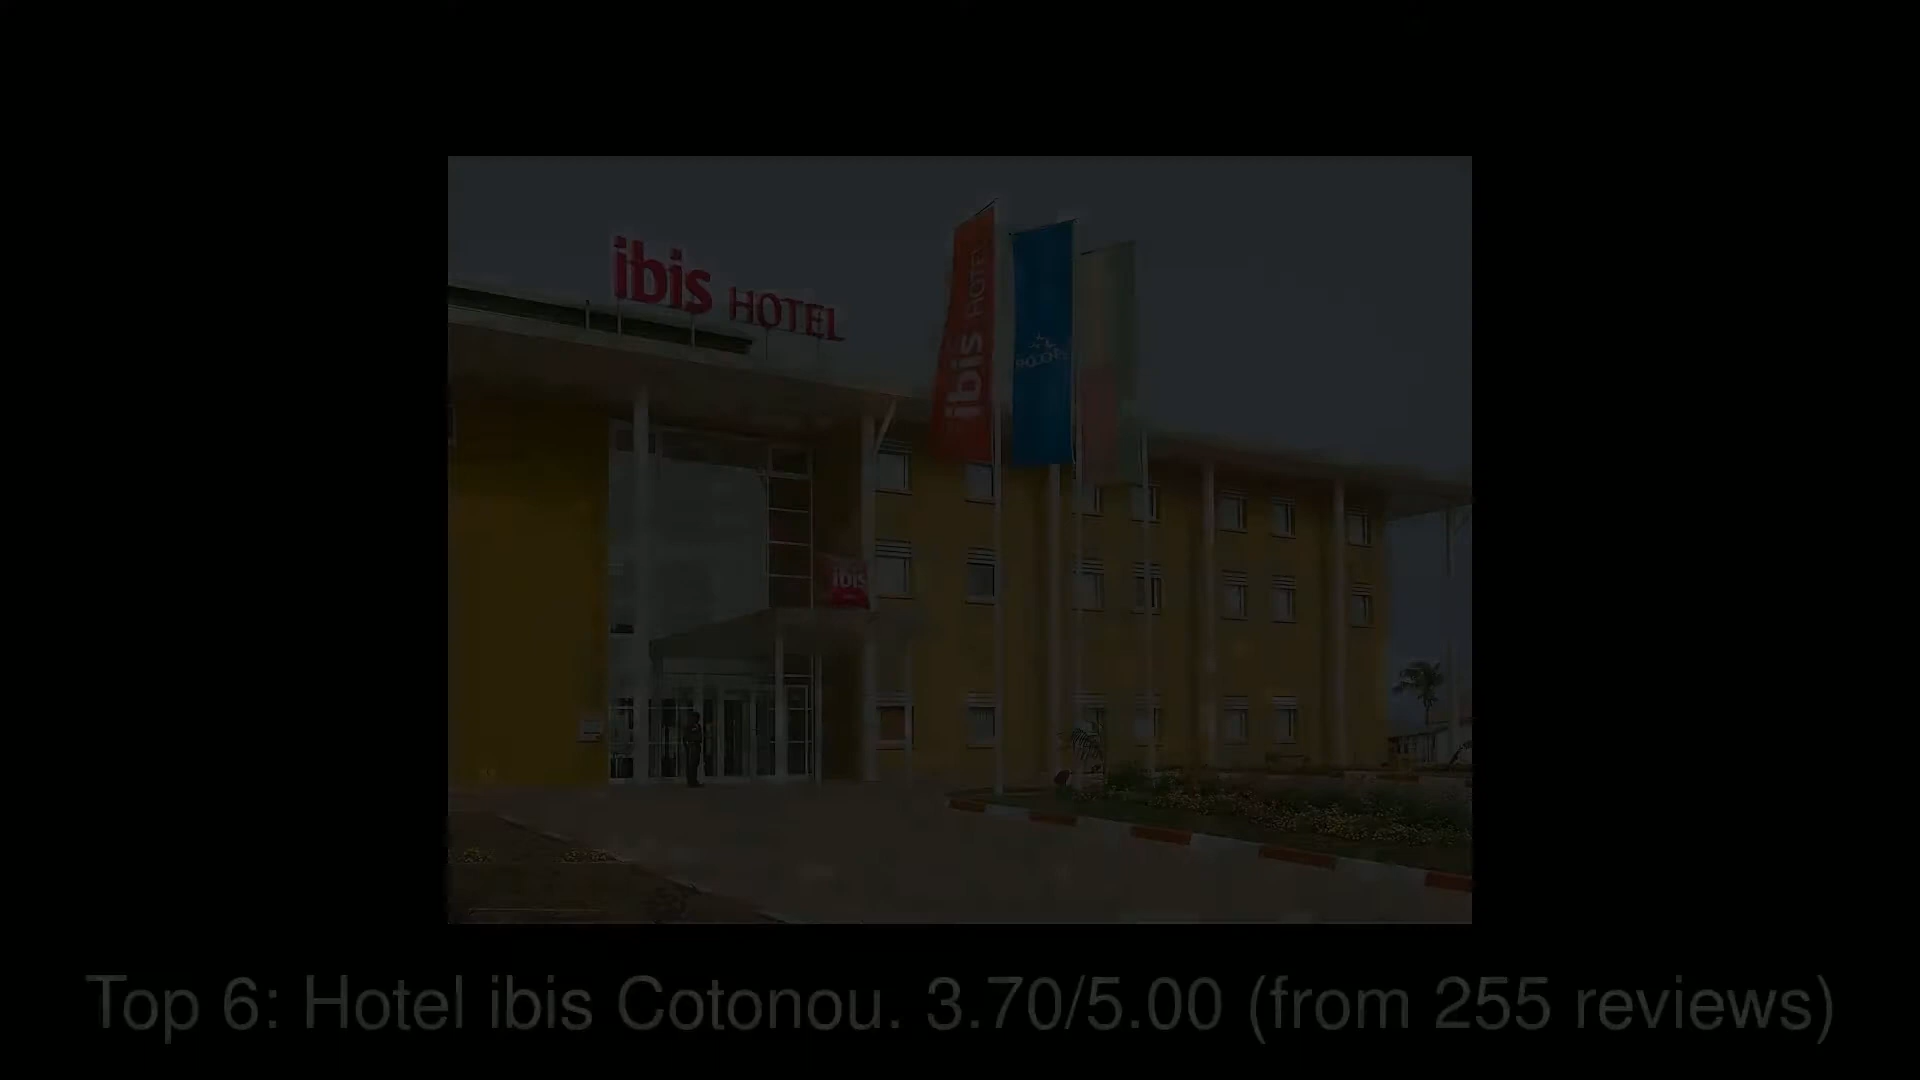 ibis HOTEL
ibis HOTEL
ibis
Top 6: Hotel ibis Cotonou. 3.70/5.00 (from 255 reviews)